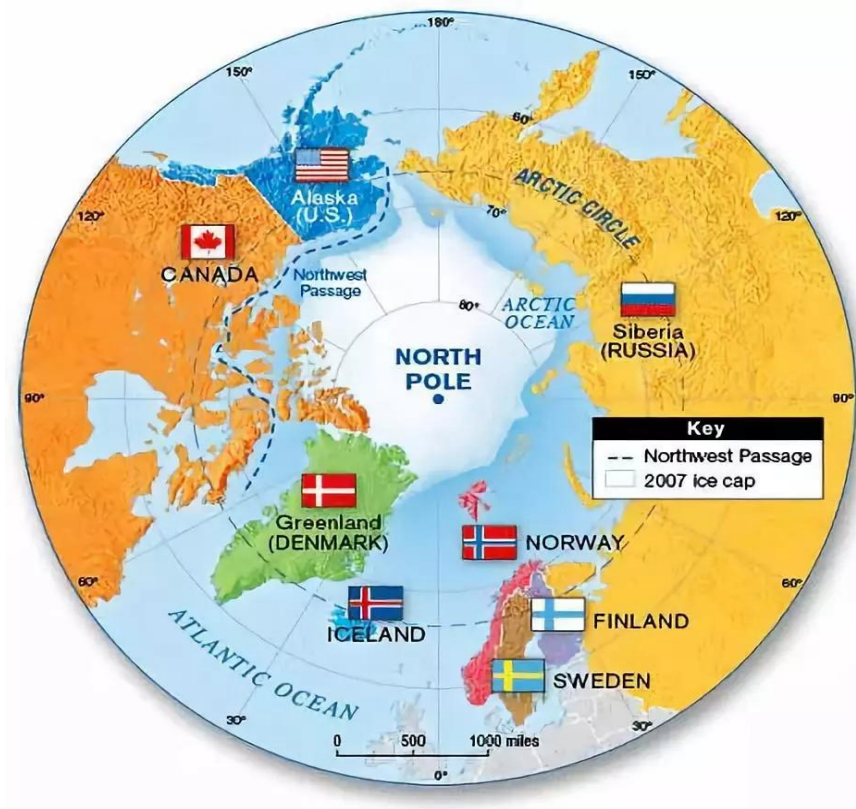 180°
150°
150°
60°
Alaska
(U.S.)
ARCTIC CIRCLE
70°
120°
120°
CANADA
Northwest
Passage
80°
ARCTIC
OCEAN
Siberia
(RUSSIA)
NORTH
POLE
90°
90°
Key
Northwest Passage
2007 ice cap
Greenland
(DENMARK)
NORWAY
60°
60°
ICELAND
FINLAND
ATLANTIC OCEAN
SWEDEN
30°
30°
0 500 1000 miles
0°